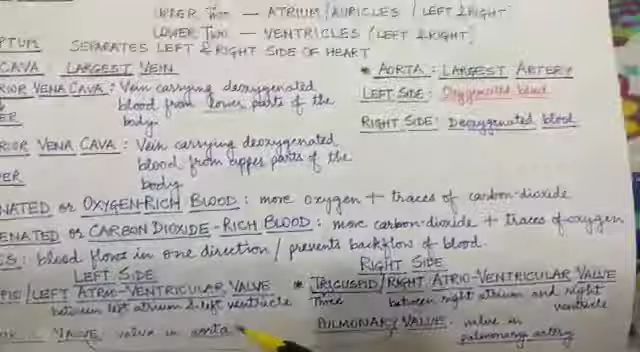 UPPER TWO — ATRIUM/AURICLES / LEFT & RIGHT
LOWER TWO — VENTRICLES / LEFT & RIGHT
PTUM SEPARATES LEFT & RIGHT SIDE OF HEART
CAVA : LARGEST VEIN
RIOR VENA CAVA : Vein carrying deoxygenated
blood from lower parts of the
body
RIOR VENA CAVA : Vein carrying deoxygenated
blood from upper parts of the
body
* AORTA : LARGEST ARTERY
LEFT SIDE : Oxygenated blood
RIGHT SIDE : Deoxygenated blood
NATED or OXYGEN-RICH BLOOD : more oxygen + traces of carbon-dioxide
ENATED or CARBON DIOXIDE-RICH BLOOD : more carbon-dioxide + traces of oxygen
: blood flows in one direction / prevents backflow of blood.
LEFT SIDE
PID/LEFT ATRIO-VENTRICULAR VALVE
between left atrium & left ventricle
VALVE : valve in aorta
RIGHT SIDE
* TRICUSPID/RIGHT ATRIO-VENTRICULAR VALVE
Three between right atrium and right
ventricle
PULMONARY VALVE : valve in
pulmonary artery